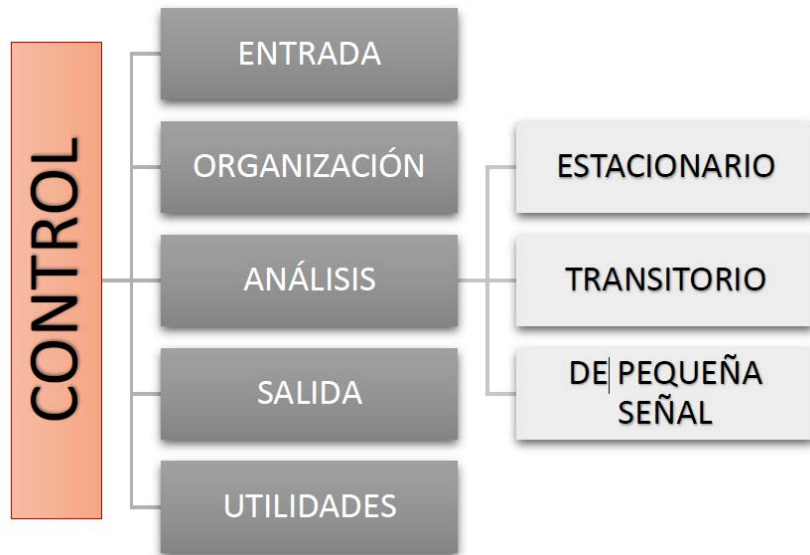 CONTROL
ENTRADA
ORGANIZACIÓN
ANÁLISIS
SALIDA
UTILIDADES
ESTACIONARIO
TRANSITORIO
DE PEQUEÑA
SEÑAL